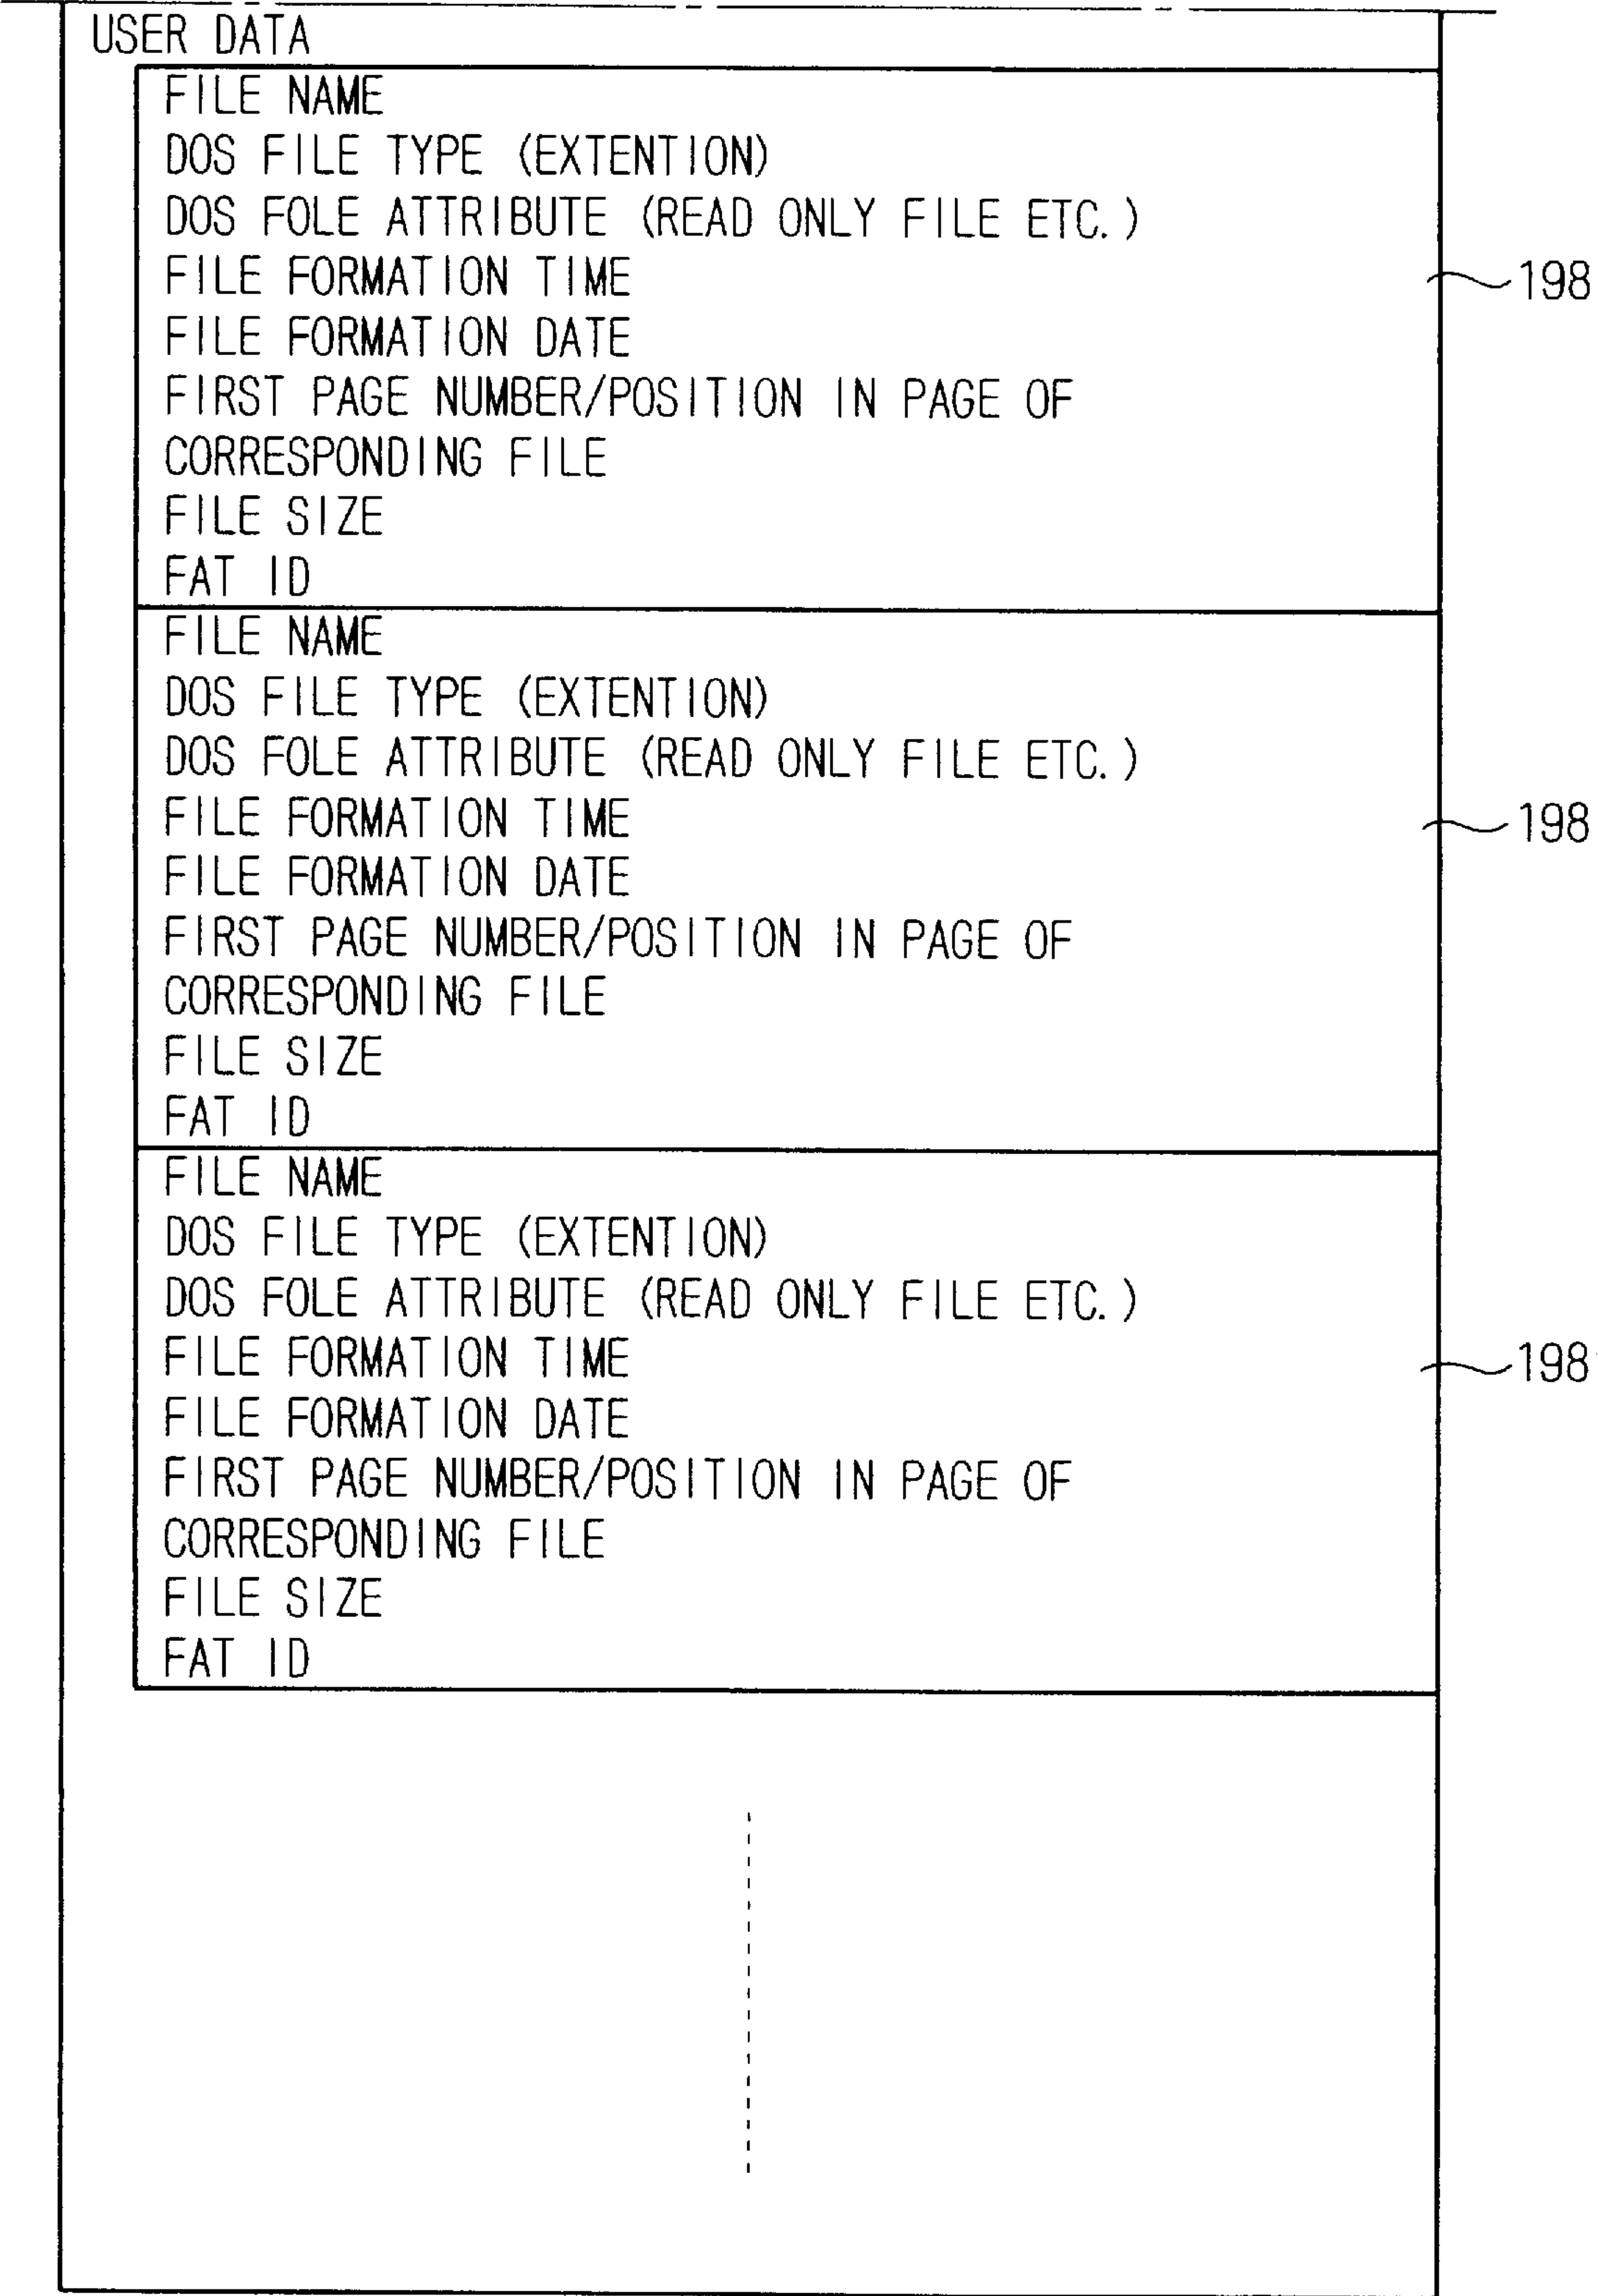 USER DATA
FILE NAME
DOS FILE TYPE (EXTENTION)
DOS FOLE ATTRIBUTE (READ ONLY FILE ETC.)
FILE FORMATION TIME
198
FILE FORMATION DATE
FIRST PAGE NUMBER/POSITION IN PAGE OF
CORRESPONDING FILE
FILE SIZE
FAT ID
FILE NAME
DOS FILE TYPE (EXTENTION)
DOS FOLE ATTRIBUTE (READ ONLY FILE ETC.)
FILE FORMATION TIME
198
FILE FORMATION DATE
FIRST PAGE NUMBER/POSITION IN PAGE OF
CORRESPONDING FILE
FILE SIZE
FAT ID
FILE NAME
DOS FILE TYPE (EXTENTION)
DOS FOLE ATTRIBUTE (READ ONLY FILE ETC.)
FILE FORMATION TIME
198
FILE FORMATION DATE
FIRST PAGE NUMBER/POSITION IN PAGE OF
CORRESPONDING FILE
FILE SIZE
FAT ID